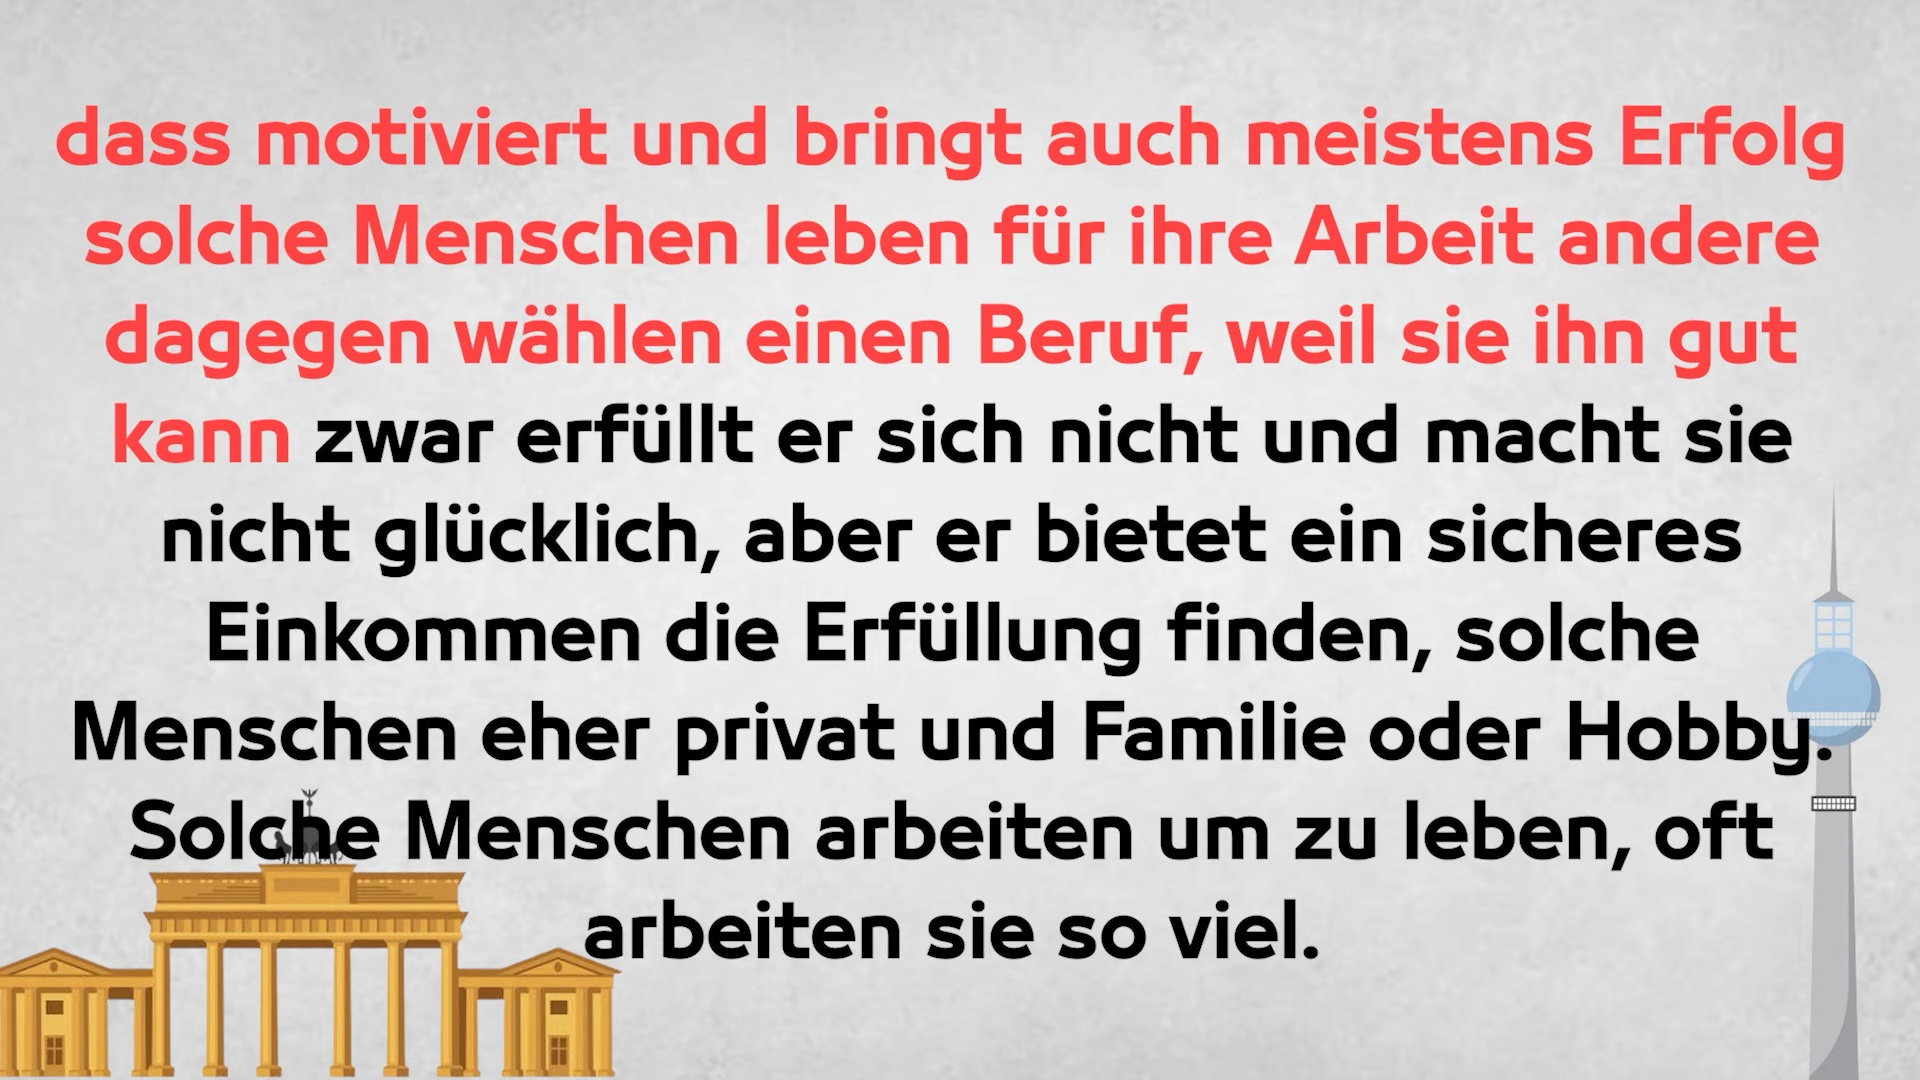 dass motiviert und bringt auch meistens Erfolg
solche Menschen leben für ihre Arbeit andere
dagegen wählen einen Beruf, weil sie ihn gut
kann zwar erfüllt er sich nicht und macht sie
nicht glücklich, aber er bietet ein sicheres
Einkommen die Erfüllung finden, solche
Menschen eher privat und Familie oder Hobby.
Solche Menschen arbeiten um zu leben, oft
arbeiten sie so viel.